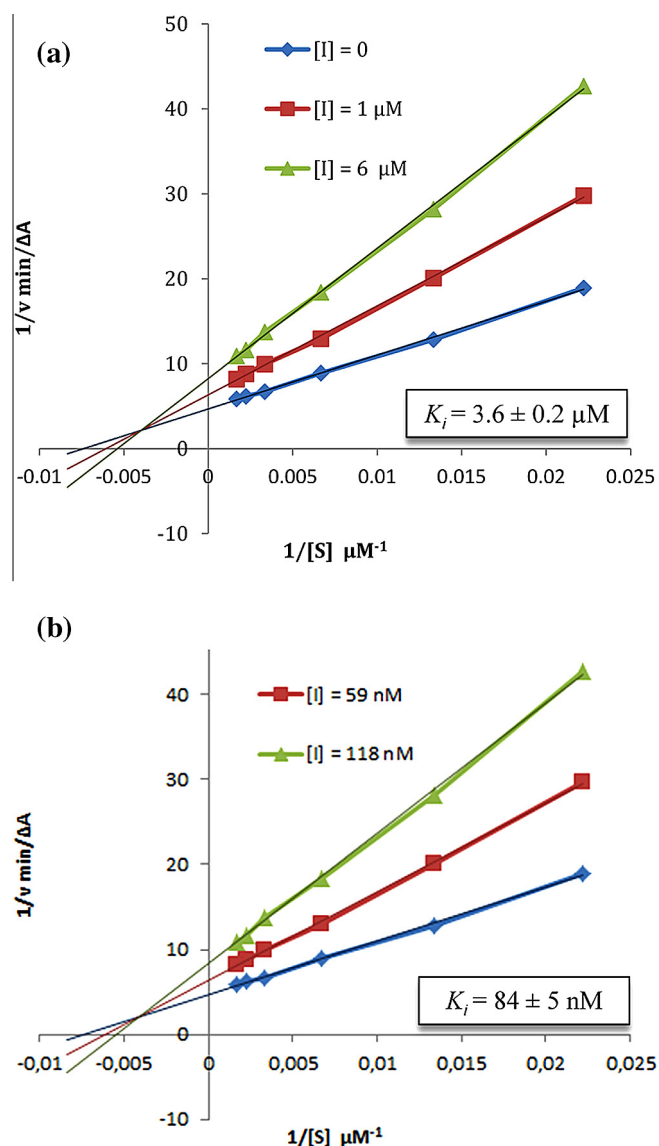 (a)
50
[I] = 0
40
[I] = 1 µM
[I] = 6 µM
30
1/v min/ΔA
20
10
Ki = 3.6 ± 0.2 µM
0
-0.01 -0.005 0 0.005 0.01 0.015 0.02 0.025
-10
1/[S] µM-1
(b)
40
[I] = 59 nM
[I] = 118 nM
30
1/v min/ΔA
20
10
Ki = 84 ± 5 nM
0
-0,01 -0,005 0 0,005 0,01 0,015 0,02 0,025
-10
1/[S] µM-1